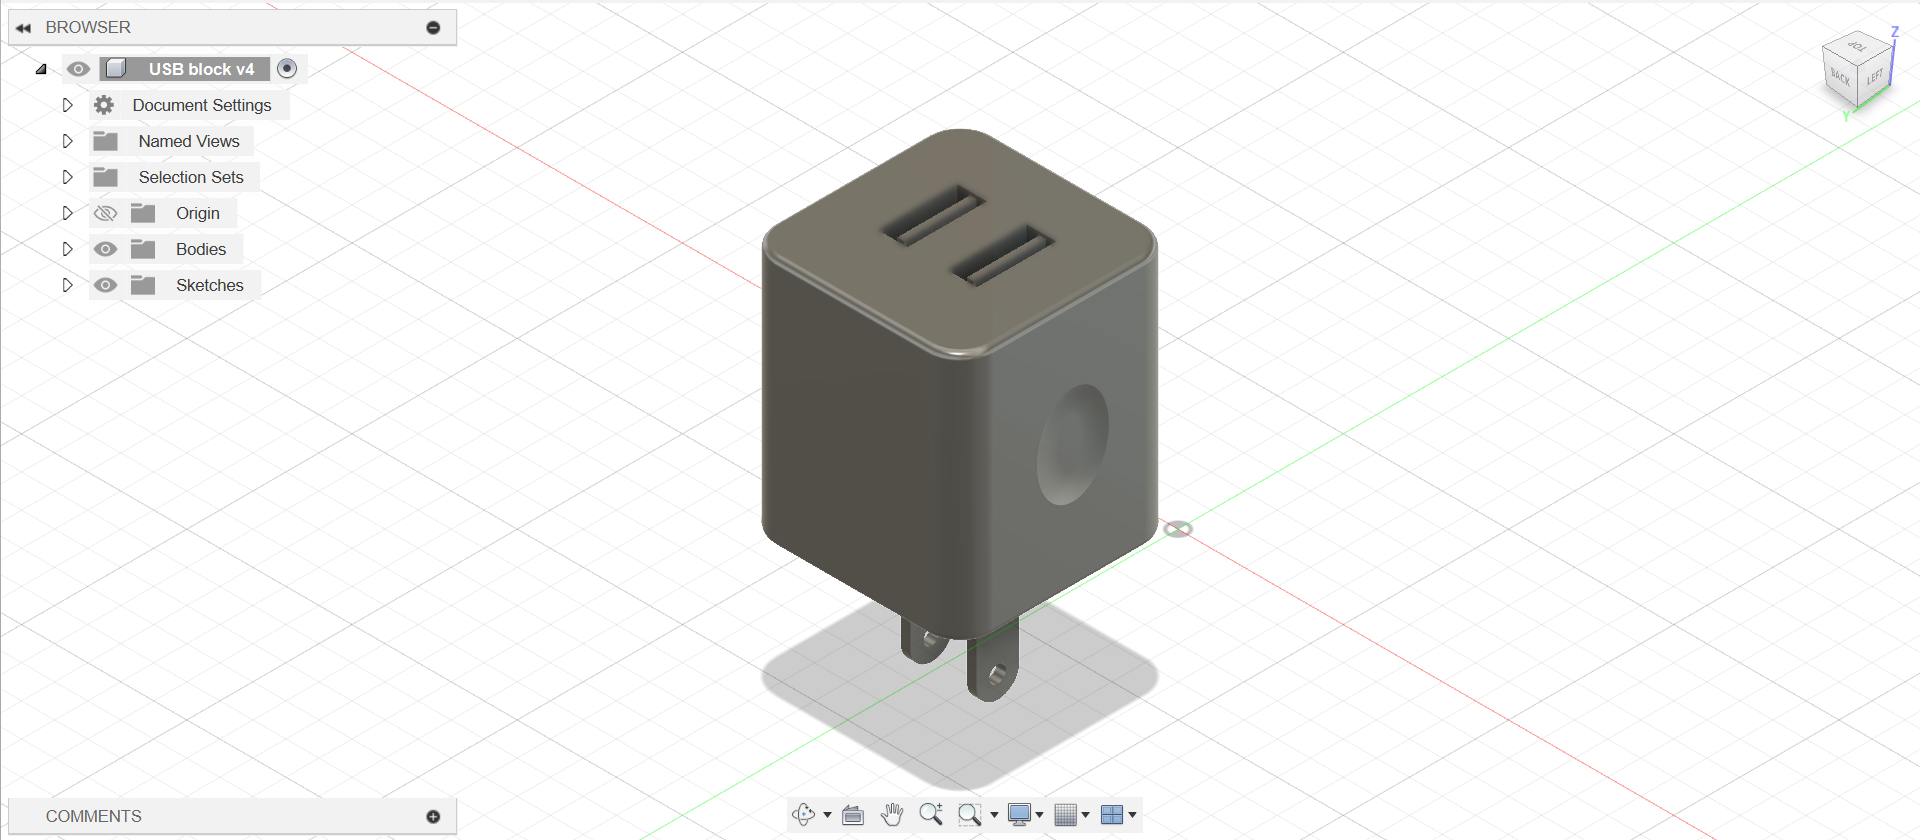 BROWSER
USB block v4
Document Settings
Named Views
Selection Sets
Origin
Bodies
Sketches
COMMENTS
TOP
BACK
LEFT
Z
Y